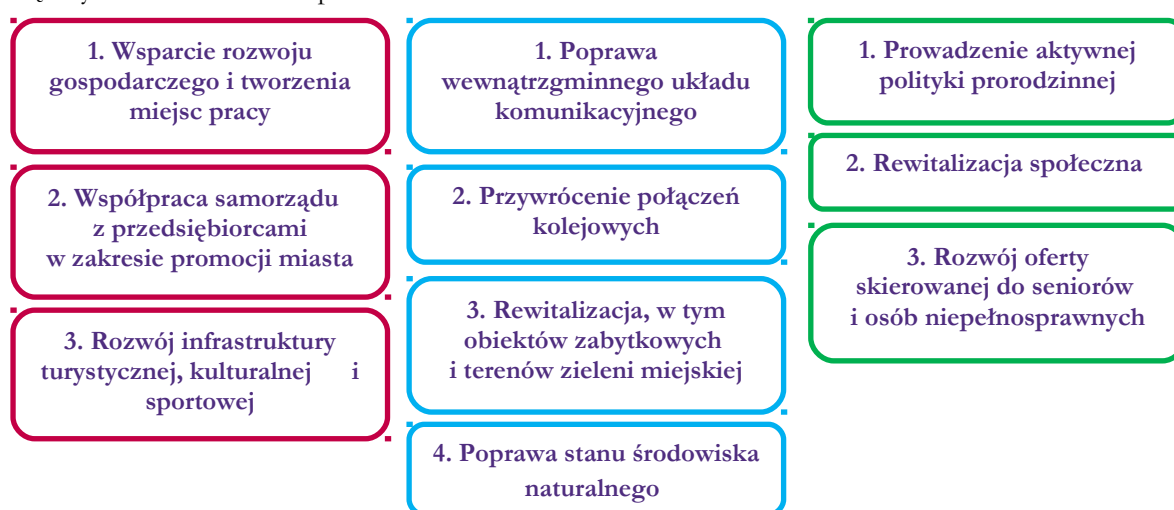 1. Wsparcie rozwoju
gospodarczego i tworzenia
miejsc pracy
2. Współpraca samorządu
z przedsiębiorcami
w zakresie promocji miasta
3. Rozwój infrastruktury
turystycznej, kulturalnej i
sportowej
1. Poprawa
wewnątrzgminnego układu
komunikacyjnego
2. Przywrócenie połączeń
kolejowych
3. Rewitalizacja, w tym
obiektów zabytkowych
i terenów zieleni miejskiej
4. Poprawa stanu środowiska
naturalnego
1. Prowadzenie aktywnej
polityki prorodzinnej
2. Rewitalizacja społeczna
3. Rozwój oferty
skierowanej do seniorów
i osób niepełnosprawnych